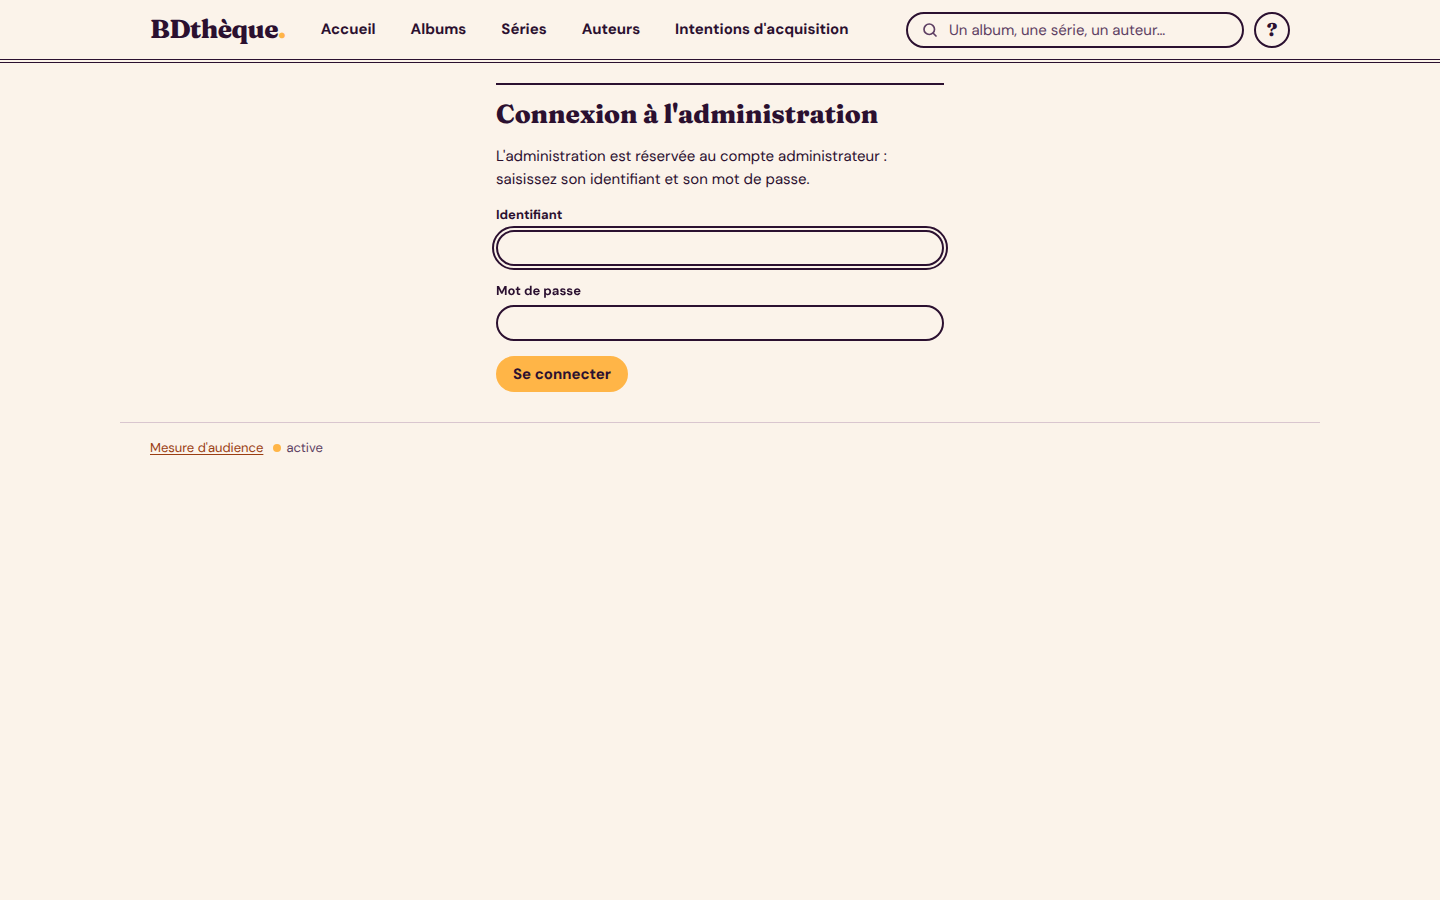 BDthèque.
Accueil
Albums
Séries
Auteurs
Intentions d'acquisition
Un album, une série, un auteur…
?
Connexion à l'administration
L'administration est réservée au compte administrateur :
saisissez son identifiant et son mot de passe.
Identifiant
Mot de passe
Se connecter
Mesure d'audience
active